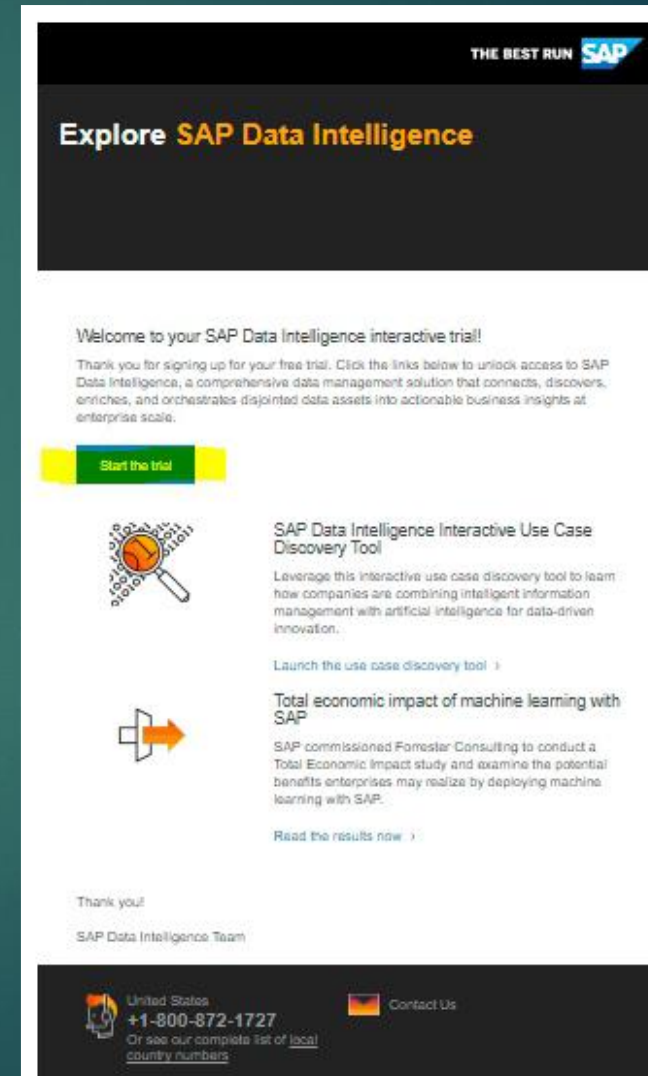 THE BEST RUN SAP
Explore SAP Data Intelligence
Welcome to your SAP Data Intelligence interactive trial!
Thank you for signing up for your free trial. Click the links below to unlock access to SAP
Data Intelligence, a comprehensive data management solution that connects, discovers,
enriches, and orchestrates disjointed data assets into actionable business insights at
enterprise scale.
Start the trial
SAP Data Intelligence Interactive Use Case
Discovery Tool
Leverage this interactive use case discovery tool to learn
how companies are combining intelligent information
management with artificial intelligence for data-driven
innovation.
Launch the use case discovery tool ›
Total economic impact of machine learning with
SAP
SAP commissioned Forrester Consulting to conduct a
Total Economic Impact study and examine the potential
benefits enterprises may realize by deploying machine
learning with SAP.
Read the results now ›
Thank you!
SAP Data Intelligence Team
United States
+1-800-872-1727
Or see our complete list of local
country numbers
Contact Us